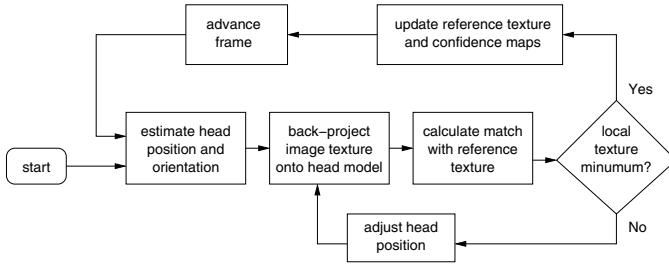 advance
frame
update reference texture
and confidence maps
Yes
start
estimate head
position and
orientation
back−project
image texture
onto head model
calculate match
with reference
texture
local
texture
minumum?
No
adjust head
position